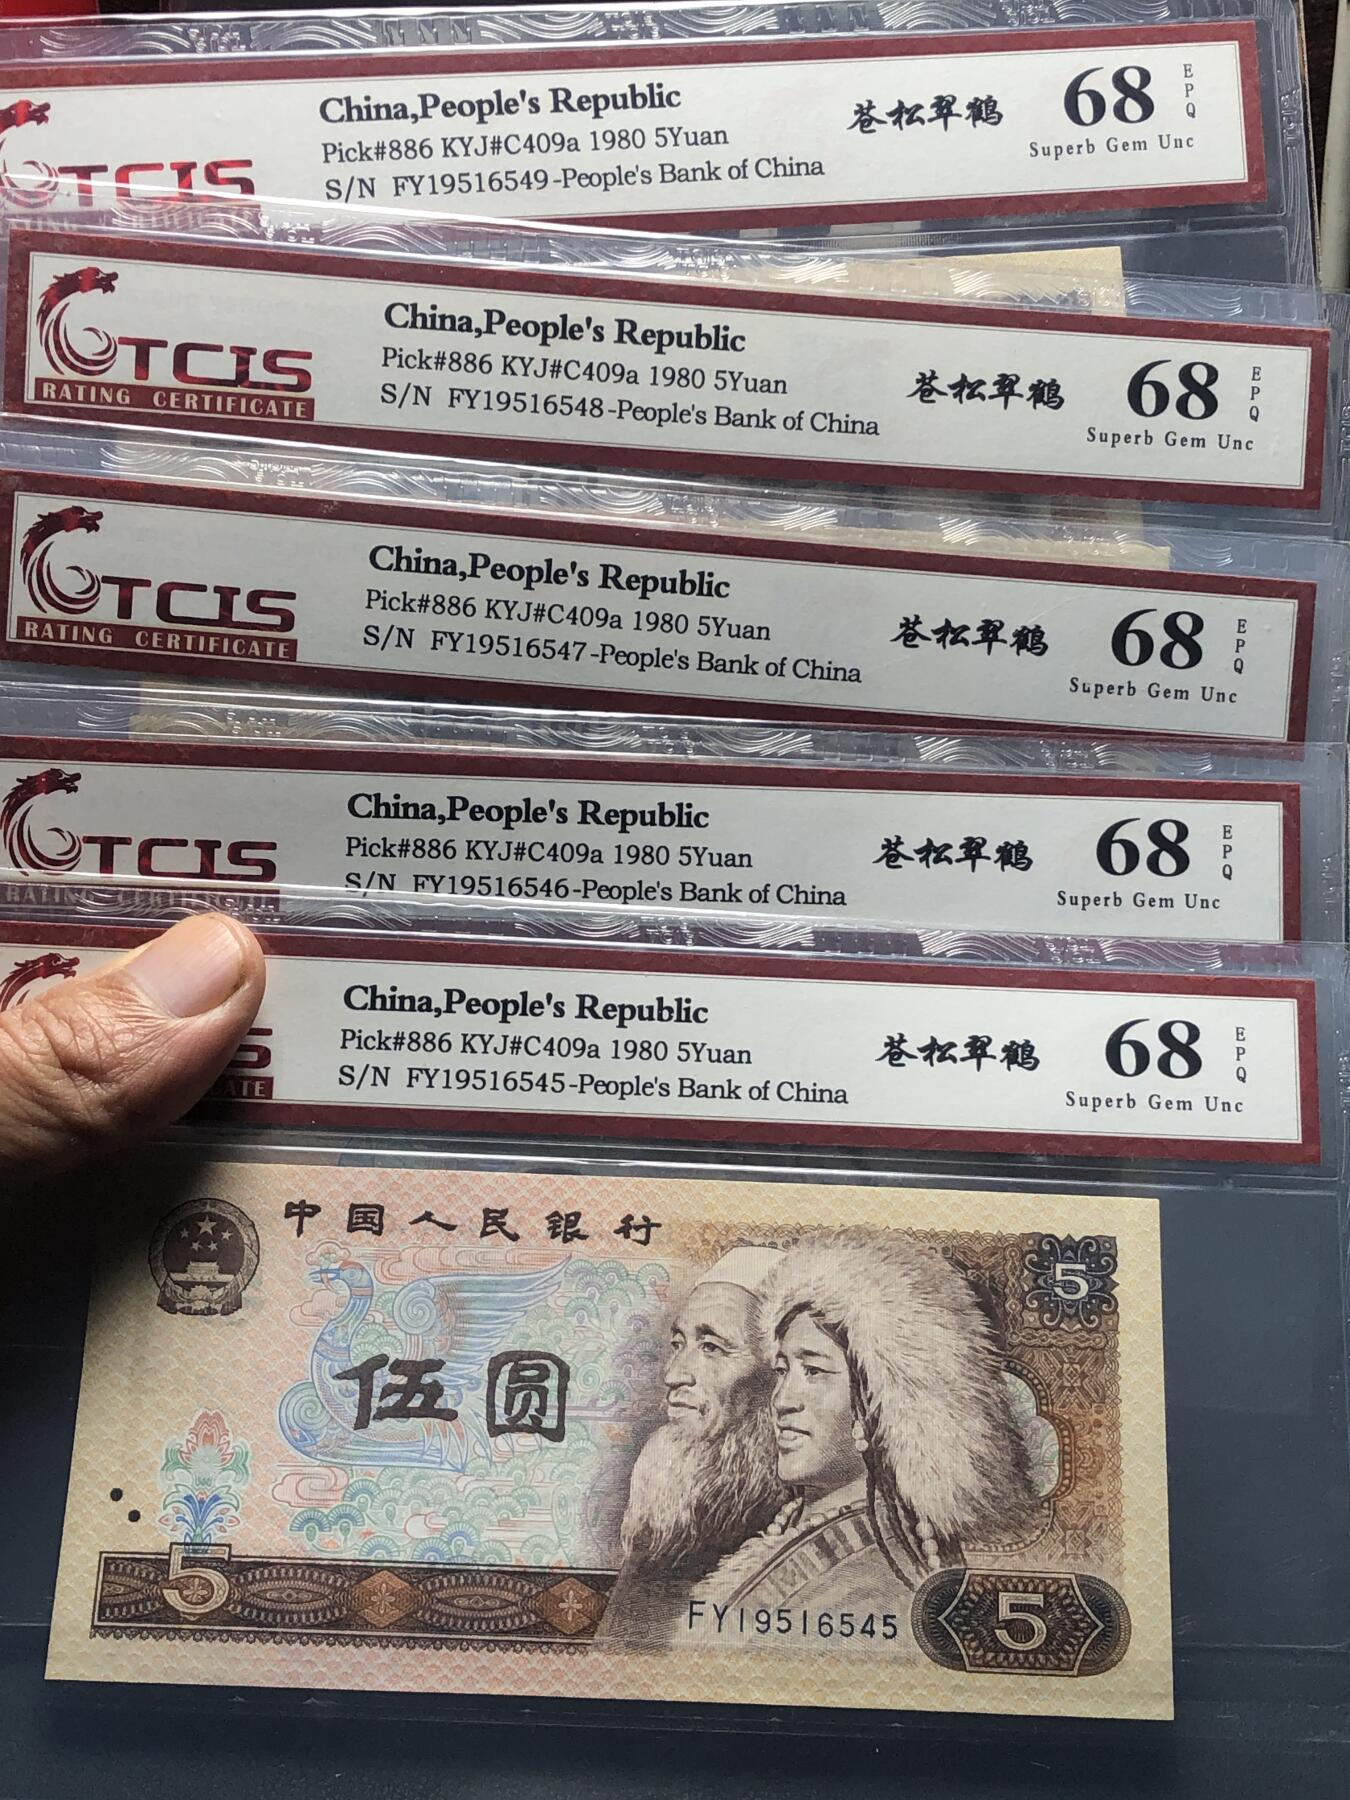 China,People's Republic
Pick#886 KYJ#C409a 1980 5Yuan
S/N FY19516549-People's Bank of China
苍松翠鹤
68
EPQ
Superb Gem Unc
TCIS
RATING CERTIFICATE
China,People's Republic
Pick#886 KYJ#C409a 1980 5Yuan
S/N FY19516548-People's Bank of China
苍松翠鹤
68
EPQ
Superb Gem Unc
TCIS
RATING CERTIFICATE
China,People's Republic
Pick#886 KYJ#C409a 1980 5Yuan
S/N FY19516547-People's Bank of China
苍松翠鹤
68
EPQ
Superb Gem Unc
TCIS
RATING CERTIFICATE
China,People's Republic
Pick#886 KYJ#C409a 1980 5Yuan
S/N FY19516546-People's Bank of China
苍松翠鹤
68
EPQ
Superb Gem Unc
TCIS
RATING CERTIFICATE
China,People's Republic
Pick#886 KYJ#C409a 1980 5Yuan
S/N FY19516545-People's Bank of China
苍松翠鹤
68
EPQ
Superb Gem Unc
中国人民银行
5
伍圆
5
FY19516545
5